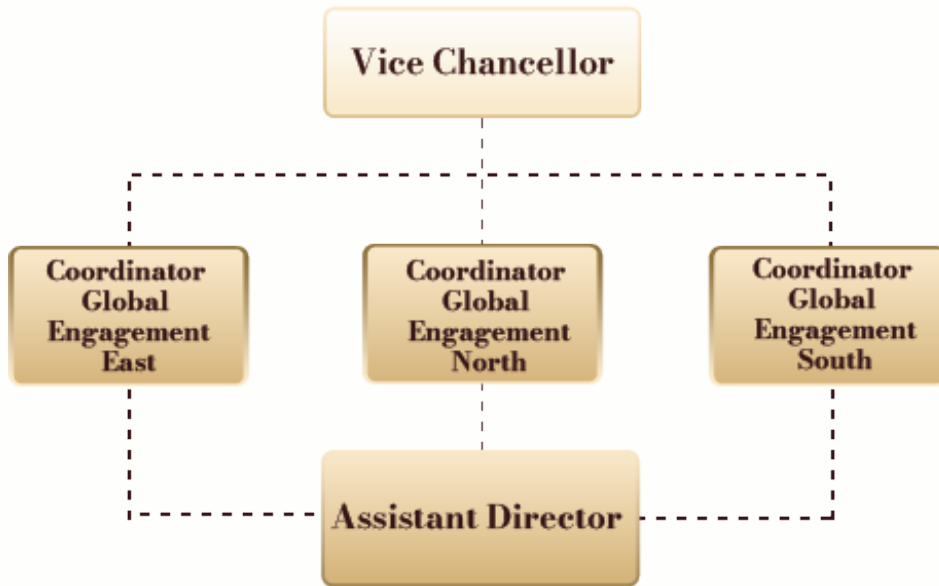 Vice Chancellor
Coordinator
Global
Engagement
East
Coordinator
Global
Engagement
North
Coordinator
Global
Engagement
South
Assistant Director